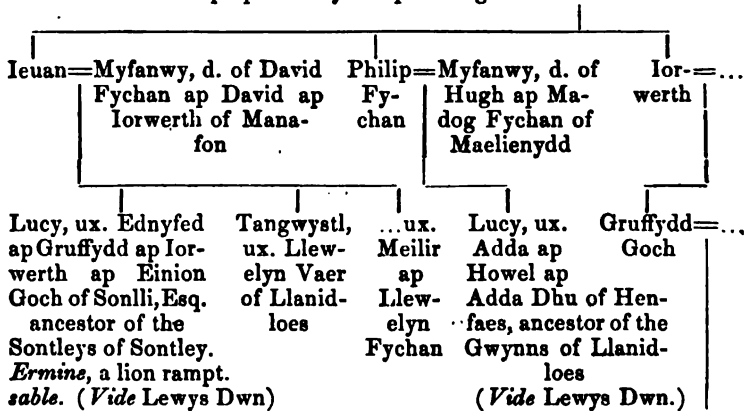 Ieuan=Myfanwy, d. of David
Fychan ap David ap
Iorwerth of Mana-
fon
Philip=Myfanwy, d. of
Fy-
chan
Hugh ap Ma-
dog Fychan of
Maelienydd
Ior-=...
werth
Lucy, ux. Ednyfed
ap Gruffydd ap Ior-
werth ap Einion
Goch of Sonlli, Esq.
ancestor of the
Sontleys of Sontley.
Ermine, a lion rampt.
sable. (Vide Lewys Dwn)
Tangwystl,
ux. Llew-
elyn Vaer
of Llanid-
loes
...ux.
Meilir
ap
Llew-
elyn
Fychan
Lucy, ux.
Adda ap
Howel ap
Adda Dhu of Hen-
faes, ancestor of the
Gwynns of Llanid-
loes
(Vide Lewys Dwn.)
Gruffydd=...
Goch